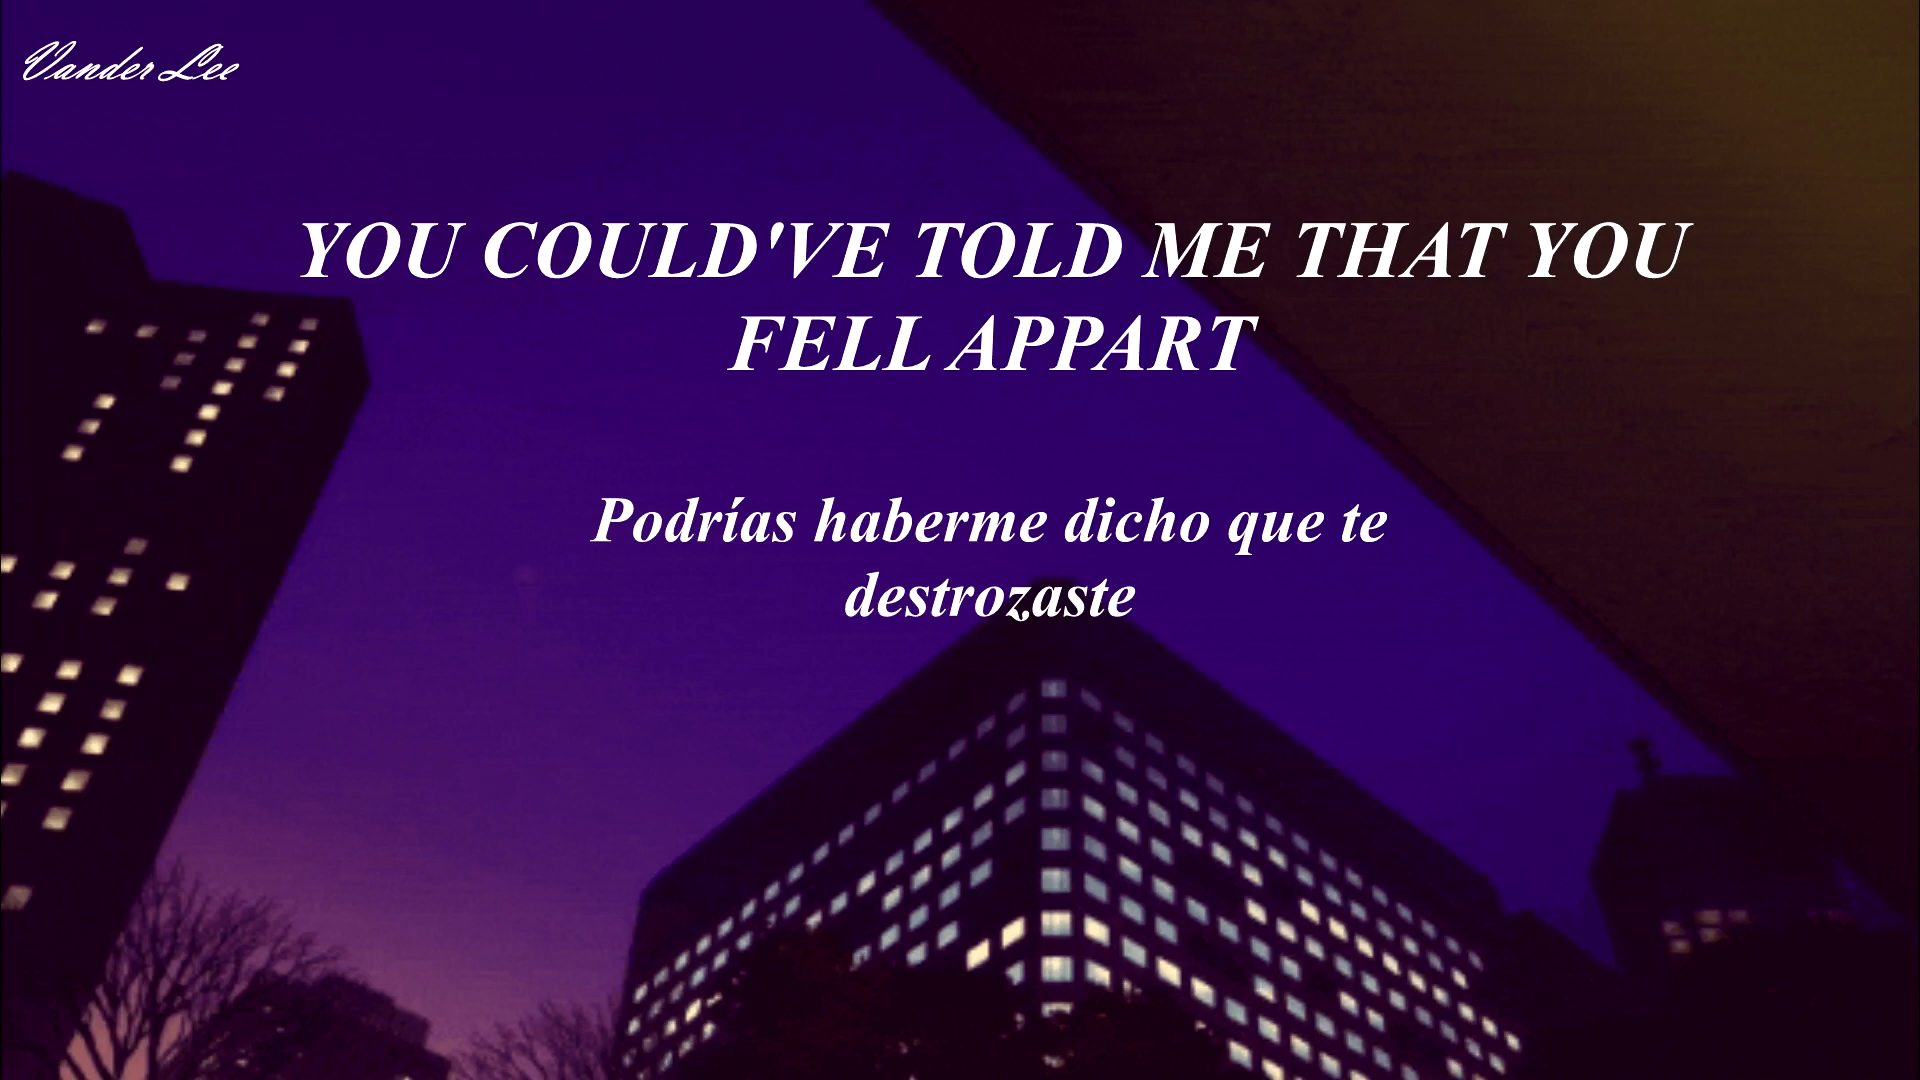 Vander Lee
YOU COULD'VE TOLD ME THAT YOU
FELL APPART
Podrías haberme dicho que te
destrozaste